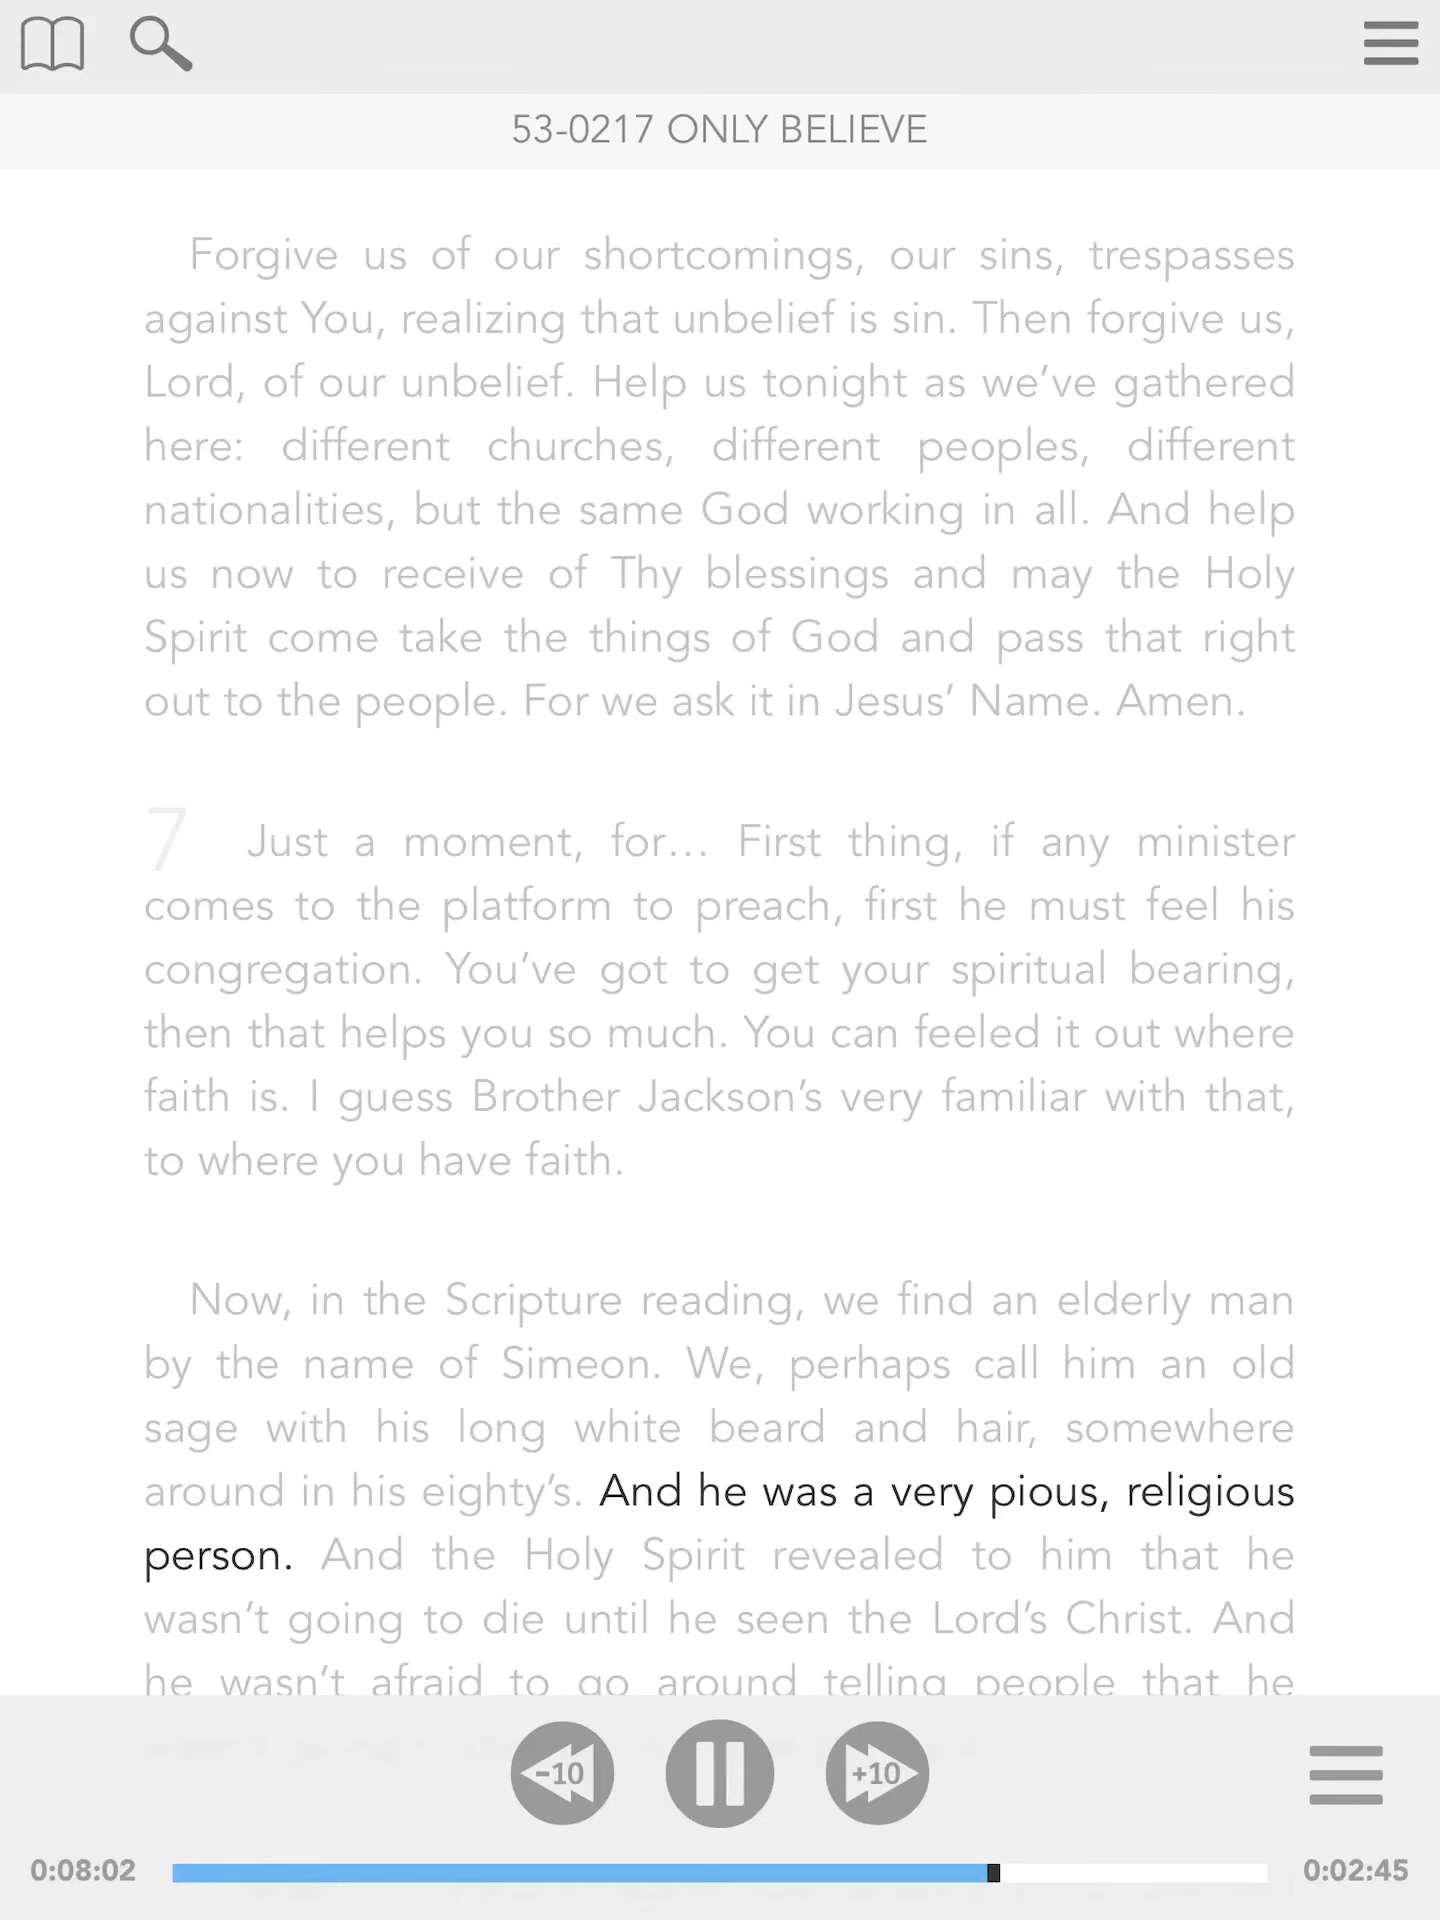 53-0217 ONLY BELIEVE
Forgive us of our shortcomings, our sins, trespasses
against You, realizing that unbelief is sin. Then forgive us,
Lord, of our unbelief. Help us tonight as we’ve gathered
here: different churches, different peoples, different
nationalities, but the same God working in all. And help
us now to receive of Thy blessings and may the Holy
Spirit come take the things of God and pass that right
out to the people. For we ask it in Jesus’ Name. Amen.
7 Just a moment, for… First thing, if any minister
comes to the platform to preach, first he must feel his
congregation. You’ve got to get your spiritual bearing,
then that helps you so much. You can feeled it out where
faith is. I guess Brother Jackson’s very familiar with that,
to where you have faith.
Now, in the Scripture reading, we find an elderly man
by the name of Simeon. We, perhaps call him an old
sage with his long white beard and hair, somewhere
around in his eighty’s. And he was a very pious, religious
person. And the Holy Spirit revealed to him that he
wasn’t going to die until he seen the Lord’s Christ. And
he wasn’t afraid to go around telling people that he
-10 +10
0:08:02 0:02:45